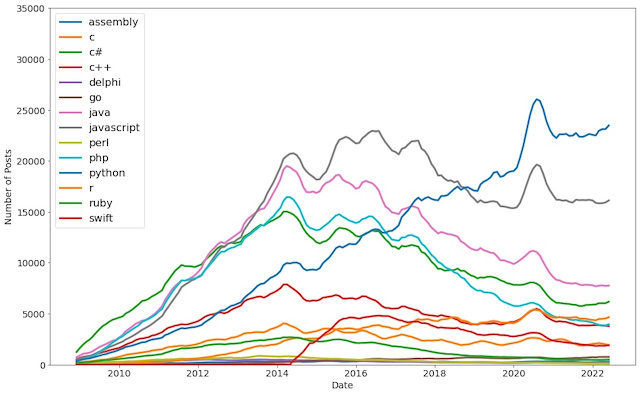 35000
30000
25000
20000
15000
10000
5000
0
Number of Posts
assembly
c
c#
c++
delphi
go
java
javascript
perl
php
python
r
ruby
swift
2010
2012
2014
2016
2018
2020
2022
Date